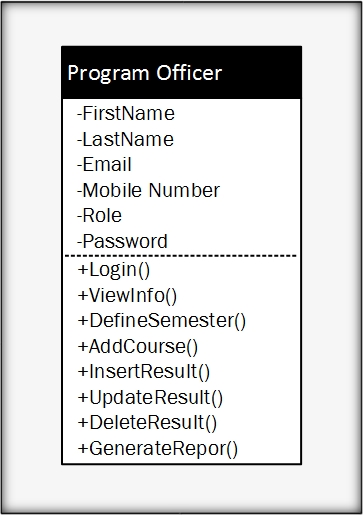 Program Officer
-FirstName
-LastName
-Email
-Mobile Number
-Role
-Password
+Login()
+ViewInfo()
+DefineSemester()
+AddCourse()
+InsertResult()
+UpdateResult()
+DeleteResult()
+GenerateRepor()